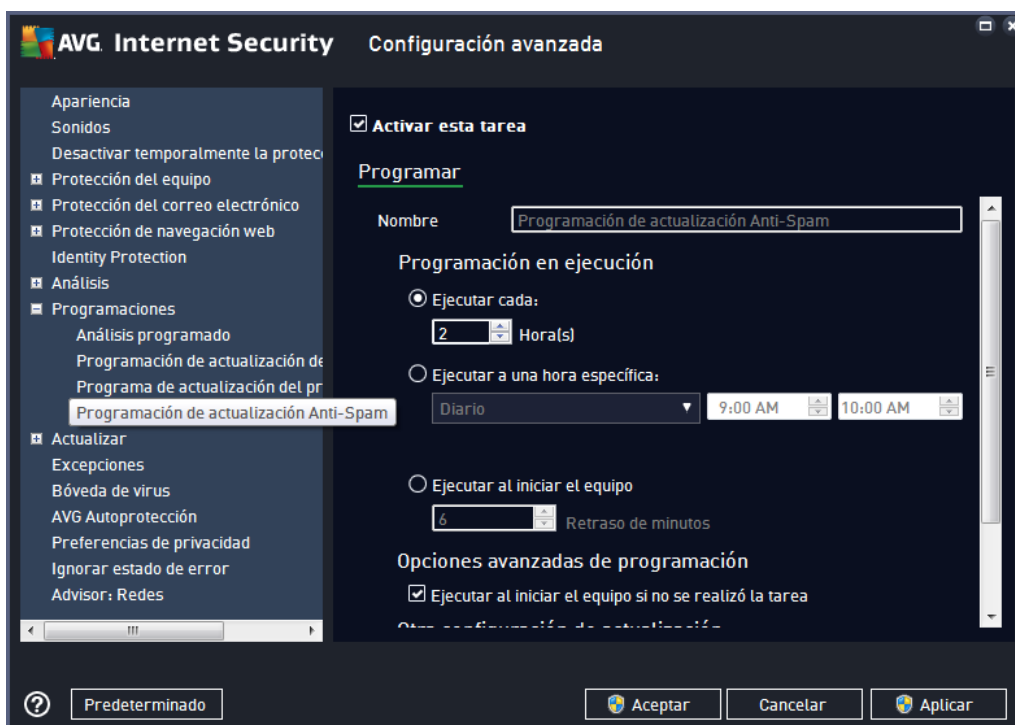 AVG. Internet Security Configuración avanzada
Apariencia
Sonidos
Desactivar temporalmente la protec
Protección del equipo
Protección del correo electrónico
Protección de navegación web
Identity Protection
Análisis
Programaciones
Análisis programado
Programación de actualización de
Programa de actualización del pr
Programación de actualización Anti-Spam
Actualizar
Excepciones
Bóveda de virus
AVG Autoprotección
Preferencias de privacidad
Ignorar estado de error
Advisor: Redes
Activar esta tarea
Programar
Nombre Programación de actualización Anti-Spam
Programación en ejecución
Ejecutar cada:
2 Hora(s)
Ejecutar a una hora específica:
Diario 9:00 AM 10:00 AM
Ejecutar al iniciar el equipo
6 Retraso de minutos
Opciones avanzadas de programación
Ejecutar al iniciar el equipo si no se realizó la tarea
Otra configuración de actualización
? Predeterminado Aceptar Cancelar Aplicar